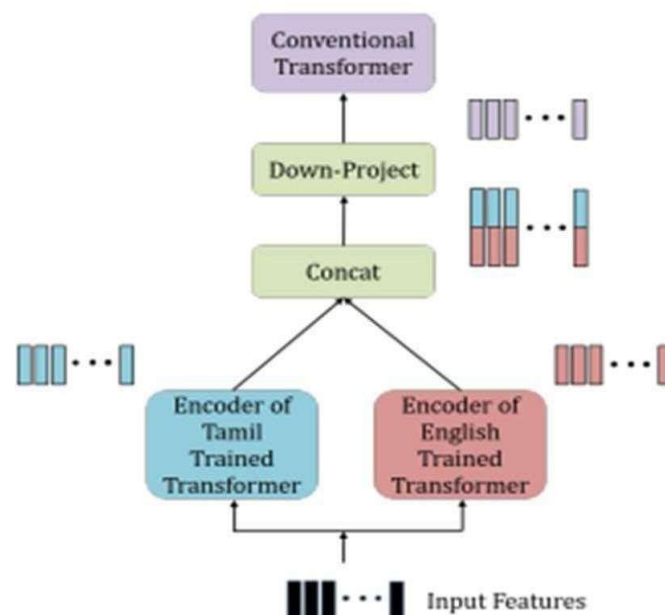 Conventional
Transformer
Down-Project
Concat
Encoder of
Tamil
Trained
Transformer
Encoder of
English
Trained
Transformer
Input Features